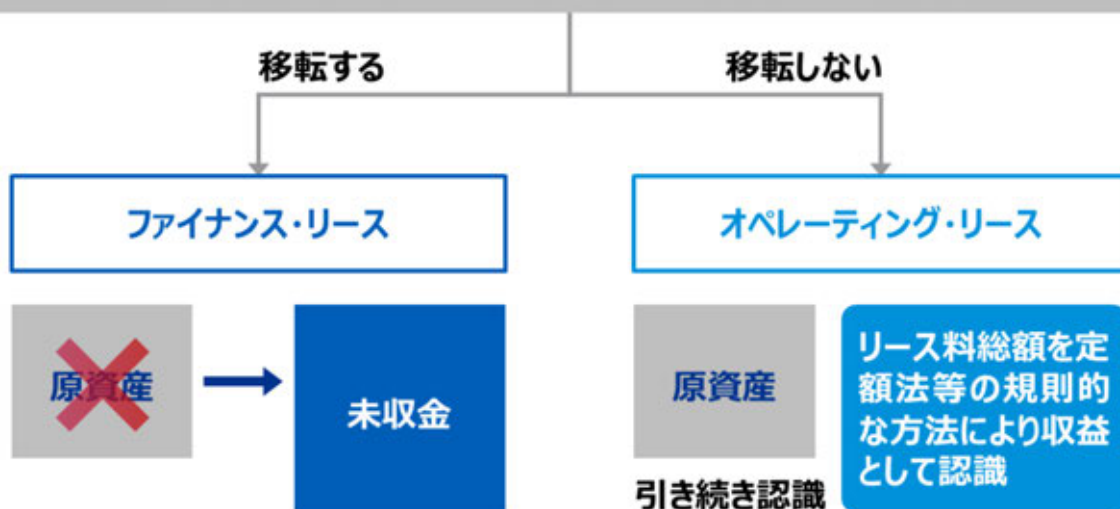 移転する
移転しない
ファイナンス・リース
オペレーティング・リース
原資産
未収金
原資産
引き続き認識
リース料総額を定
額法等の規則的
な方法により収益
として認識